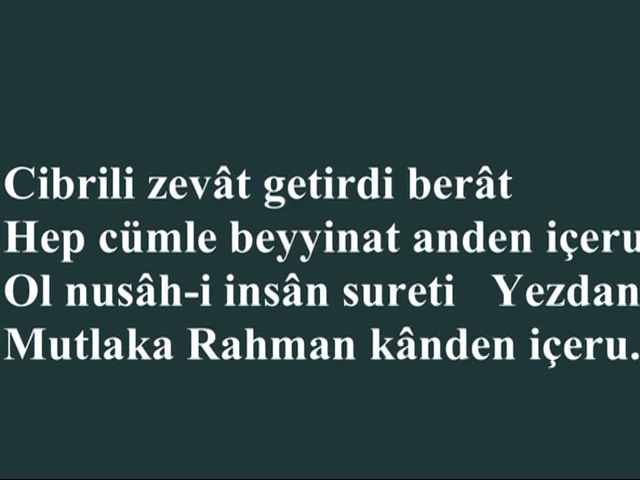 Cibrili zevât getirdi berât
Hep cümle beyyinat anden içeru
Ol nusâh-i insân sureti Yezdan
Mutlaka Rahman kânden içeru.